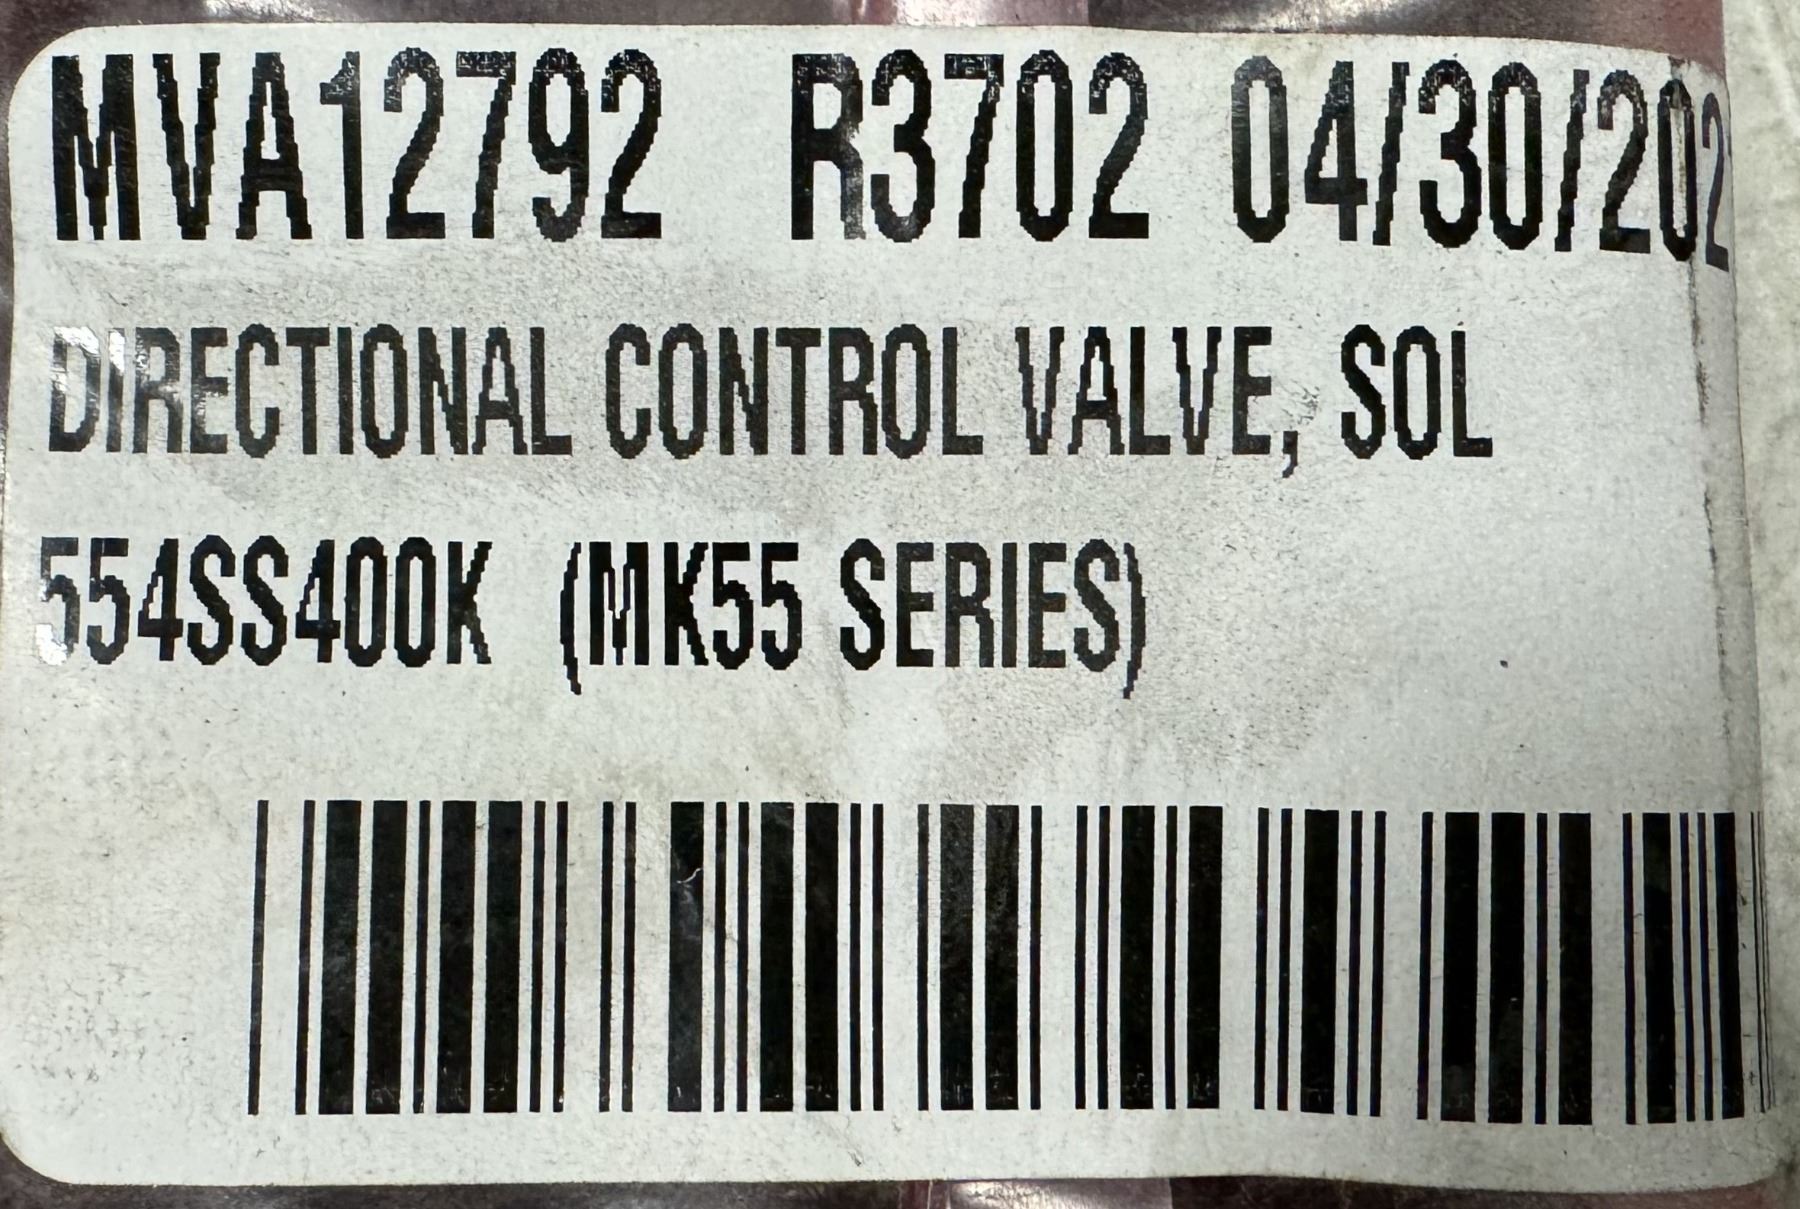 MVA12792 R3702 04/30/202
DIRECTIONAL CONTROL VALVE, SOL
554SS400K (MK55 SERIES)